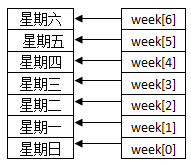 星期六 week[6]
星期五 week[5]
星期四 week[4]
星期三 week[3]
星期二 week[2]
星期一 week[1]
星期日 week[0]